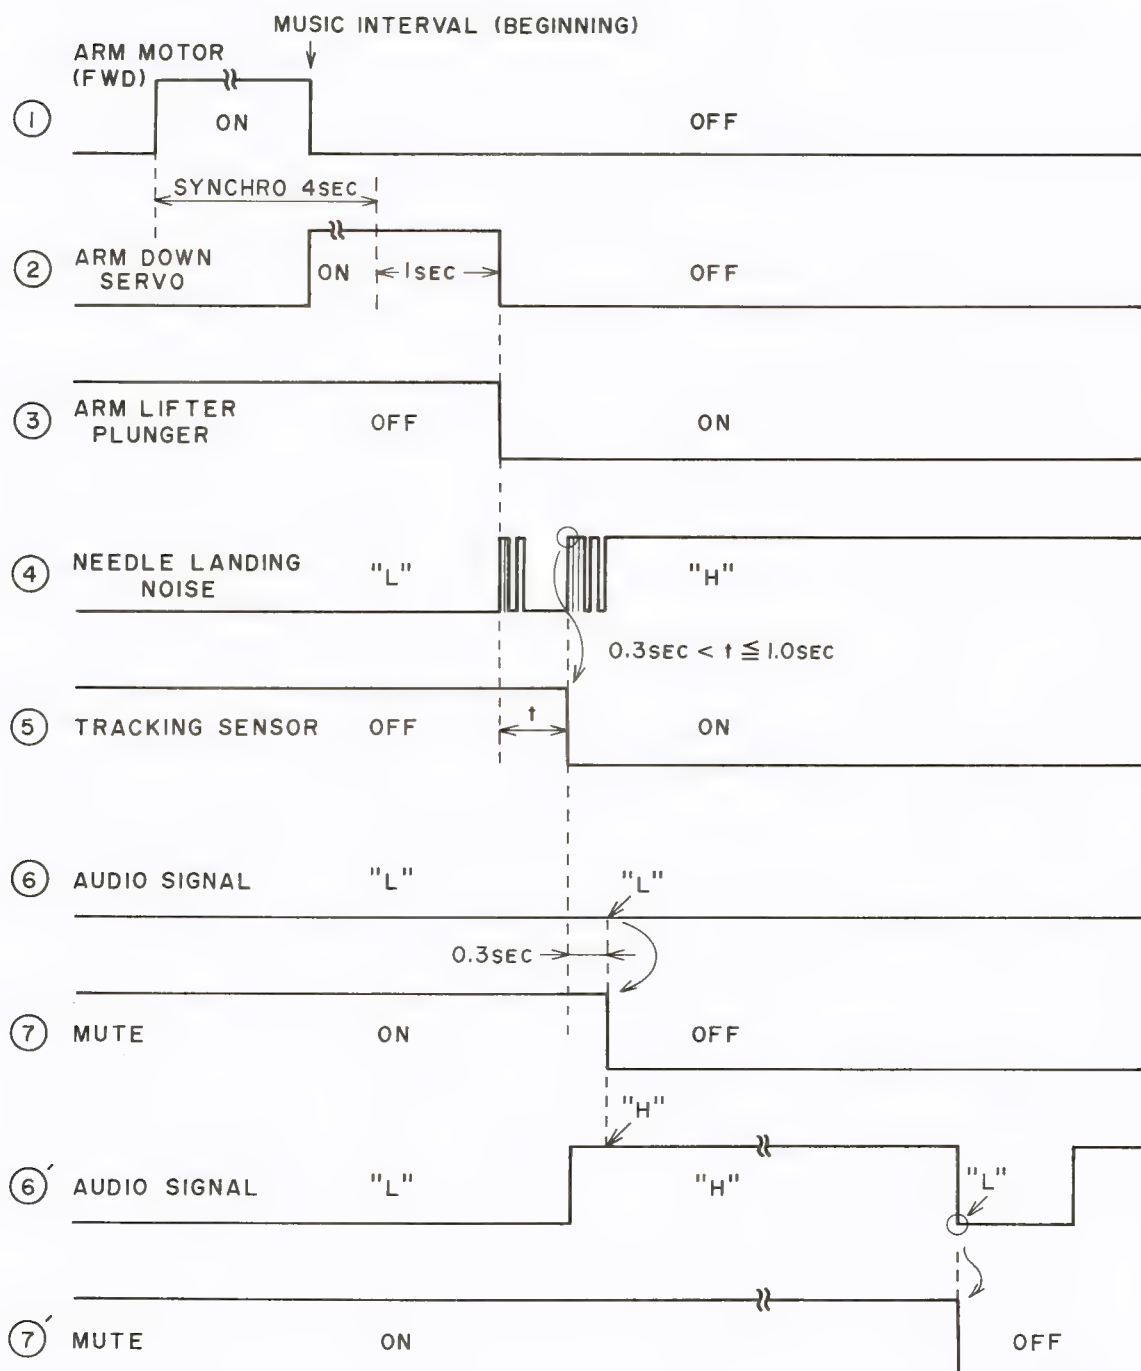 MUSIC INTERVAL (BEGINNING)
ARM MOTOR
(FWD)
1
ON
OFF
SYNCHRO 4SEC
2
ARM DOWN
SERVO
ON
1SEC
OFF
3
ARM LIFTER
PLUNGER
OFF
ON
4
NEEDLE LANDING
NOISE
"L"
"H"
0.3SEC < t ≦ 1.0SEC
5
TRACKING SENSOR
OFF
t
ON
6
AUDIO SIGNAL
"L"
"L"
0.3SEC
7
MUTE
ON
OFF
"H"
6′
AUDIO SIGNAL
"L"
"H"
"L"
7′
MUTE
ON
OFF